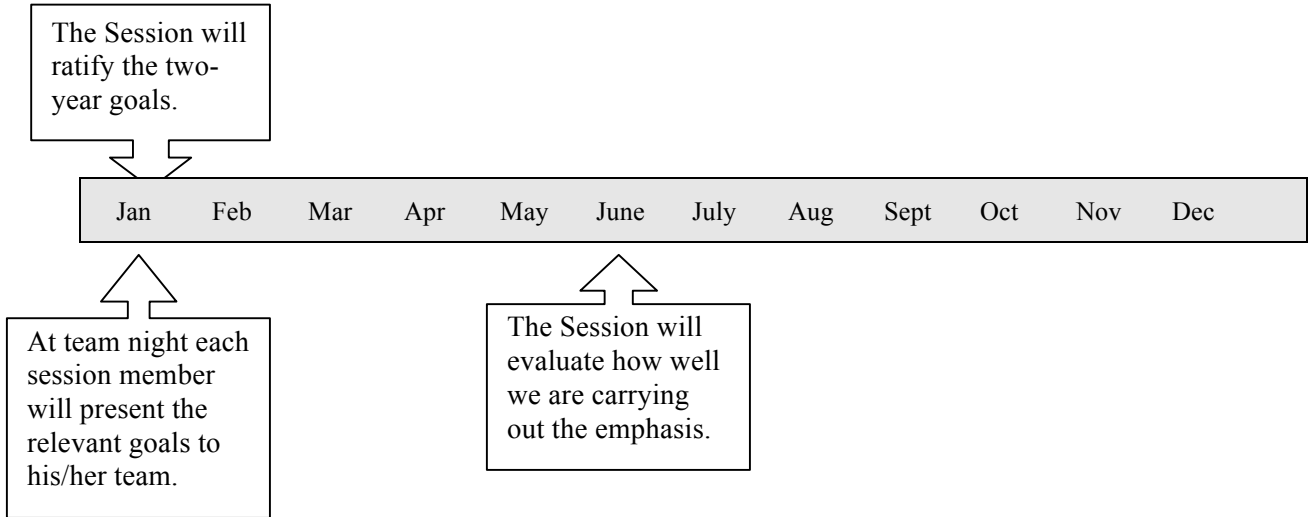 The Session will
ratify the two-
year goals.
Jan Feb Mar Apr May June July Aug Sept Oct Nov Dec
At team night each
session member
will present the
relevant goals to
his/her team.
The Session will
evaluate how well
we are carrying
out the emphasis.